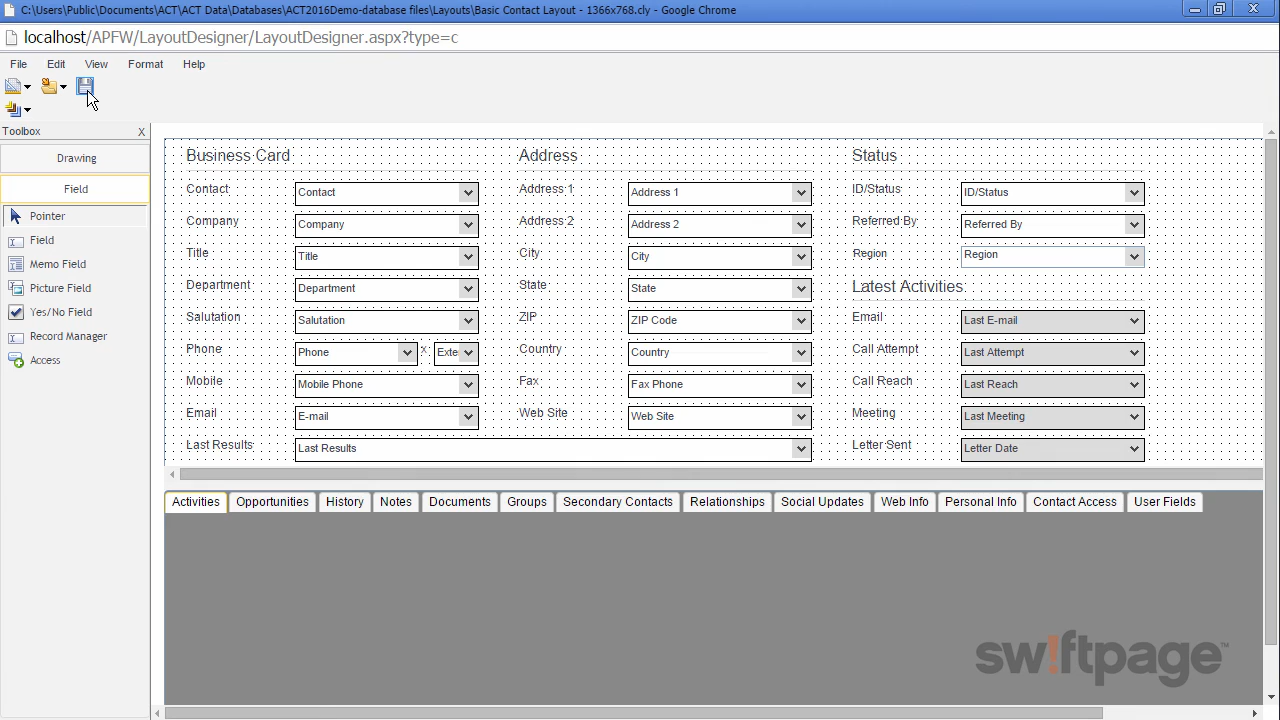 C:\Users\Public\Documents\ACT\ACT Data\Databases\ACT2016Demo-database files\Layouts\Basic Contact Layout - 1366x768.cly - Google Chrome
localhost/APFW/LayoutDesigner/LayoutDesigner.aspx?type=c
File Edit View Format Help
Toolbox X
Drawing
Field
Pointer
Field
Memo Field
Picture Field
Yes/No Field
Record Manager
Access
Business Card Address Status
Contact Contact Address 1 Address 1 ID/Status ID/Status
Company Company Address 2 Address 2 Referred By Referred By
Title Title City City Region Region
Department Department State State Latest Activities
Salutation Salutation ZIP ZIP Code Email Last E-mail
Phone Phone x Exte Country Country Call Attempt Last Attempt
Mobile Mobile Phone Fax Fax Phone Call Reach Last Reach
Email E-mail Web Site Web Site Meeting Last Meeting
Last Results Last Results Letter Sent Letter Date
Activities Opportunities History Notes Documents Groups Secondary Contacts Relationships Social Updates Web Info Personal Info Contact Access User Fields
sw!ftpage™